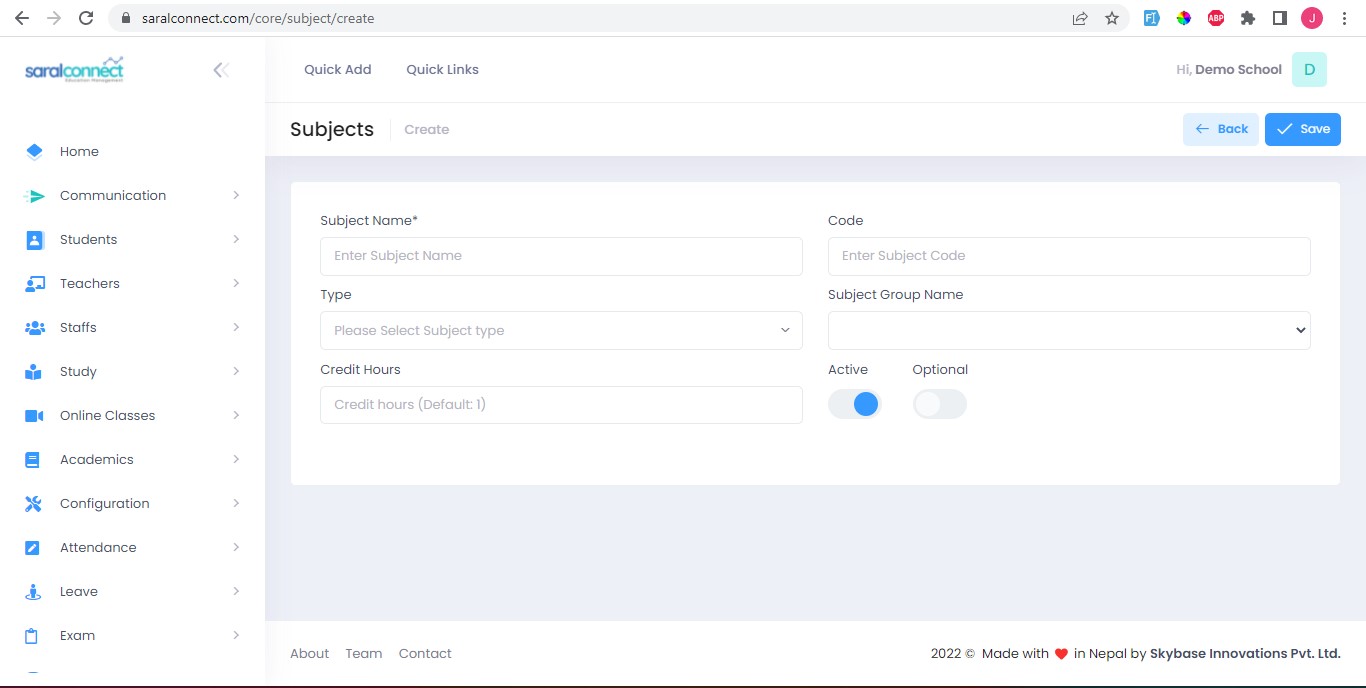 saralconnect.com/core/subject/create
ABP
J
saralconnect
Education Management
Quick Add Quick Links
Hi, Demo School D
Subjects Create
Back Save
Home
Communication
Students
Teachers
Staffs
Study
Online Classes
Academics
Configuration
Attendance
Leave
Exam
Subject Name* Code
Enter Subject Name Enter Subject Code
Type Subject Group Name
Please Select Subject type
Credit Hours Active Optional
Credit hours (Default: 1)
About Team Contact
2022 © Made with ❤ in Nepal by Skybase Innovations Pvt. Ltd.